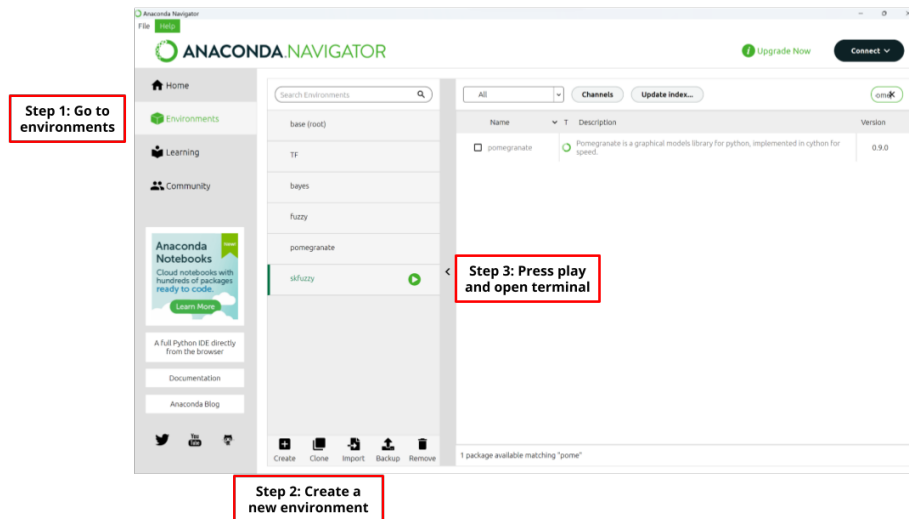 Anaconda Navigator
File Help
ANACONDA.NAVIGATOR
Upgrade Now
Connect
Step 1: Go to
environments
Home
Environments
Learning
Community
Anaconda
Notebooks
Cloud notebooks with
hundreds of packages
ready to code.
Learn More
A full Python IDE directly
from the browser
Documentation
Anaconda Blog
You
Tube
Search Environments
base (root)
TF
bayes
fuzzy
pomegranate
skfuzzy
Create Clone Import Backup Remove
Step 2: Create a
new environment
Step 3: Press play
and open terminal
All Channels Update index...
Name T Description Version
pomegranate Pomegranate is a graphical models library for python, implemented in cython for
speed. 0.9.0
1 package available matching "pome"